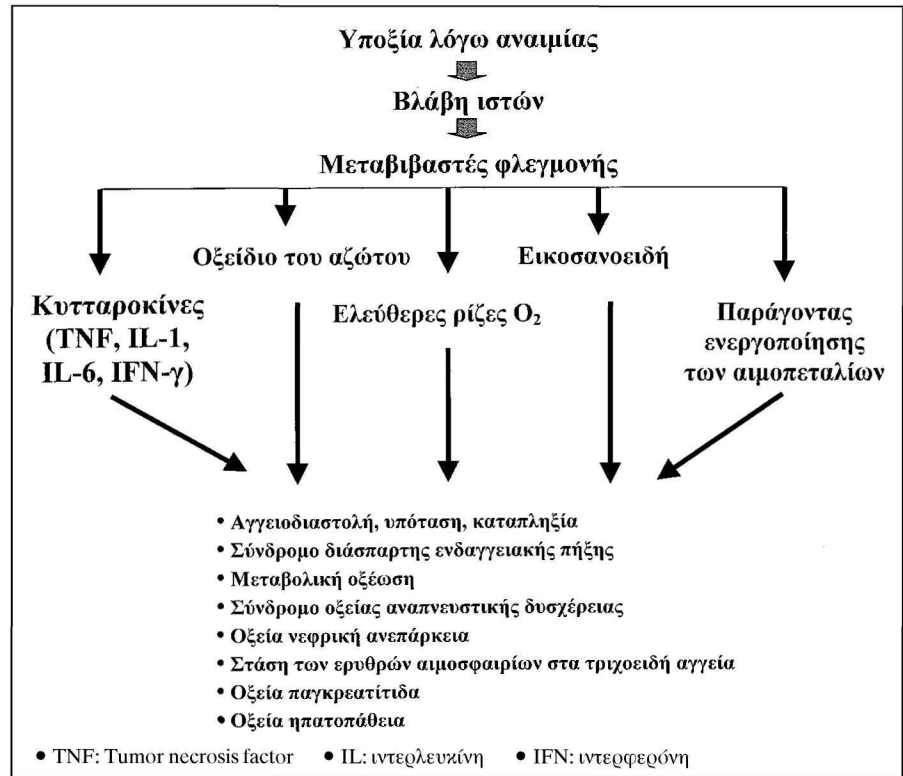 Υποξία λόγω αναιμίας
Βλάβη ιστών
Μεταβιβαστές φλεγμονής
Οξείδιο του αζώτου
Εικοσανοειδή
Κυτταροκίνες
(TNF, IL-1,
IL-6, IFN-γ)
Ελεύθερες ρίζες O₂
Παράγοντας
ενεργοποίησης
των αιμοπεταλίων
• Αγγειοδιαστολή, υπόταση, καταπληξία
• Σύνδρομο διάσπαρτης ενδαγγειακής πήξης
• Μεταβολική οξέωση
• Σύνδρομο οξείας αναπνευστικής δυσχέρειας
• Οξεία νεφρική ανεπάρκεια
• Στάση των ερυθρών αιμοσφαιρίων στα τριχοειδή αγγεία
• Οξεία παγκρεατίτιδα
• Οξεία ηπατοπάθεια
• TNF: Tumor necrosis factor • IL: ιντερλευκίνη • IFN: ιντερφερόνη